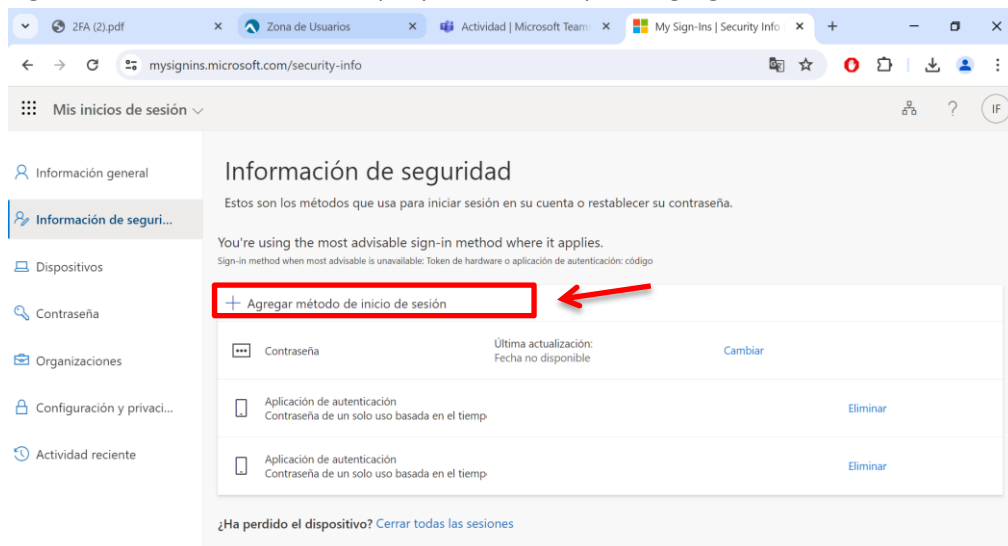 2FA (2).pdf
Zona de Usuarios
Actividad | Microsoft Team
My Sign-Ins | Security Info
mysignins.microsoft.com/security-info
Mis inicios de sesión
?
IF
Información general
Información de seguri...
Dispositivos
Contraseña
Organizaciones
Configuración y privaci...
Actividad reciente
Información de seguridad
Estos son los métodos que usa para iniciar sesión en su cuenta o restablecer su contraseña.
You're using the most advisable sign-in method where it applies.
Sign-in method when most advisable is unavailable: Token de hardware o aplicación de autenticación: código
+ Agregar método de inicio de sesión
Contraseña
Última actualización:
Fecha no disponible
Cambiar
Aplicación de autenticación
Contraseña de un solo uso basada en el tiemp
Eliminar
Aplicación de autenticación
Contraseña de un solo uso basada en el tiemp
Eliminar
¿Ha perdido el dispositivo? Cerrar todas las sesiones